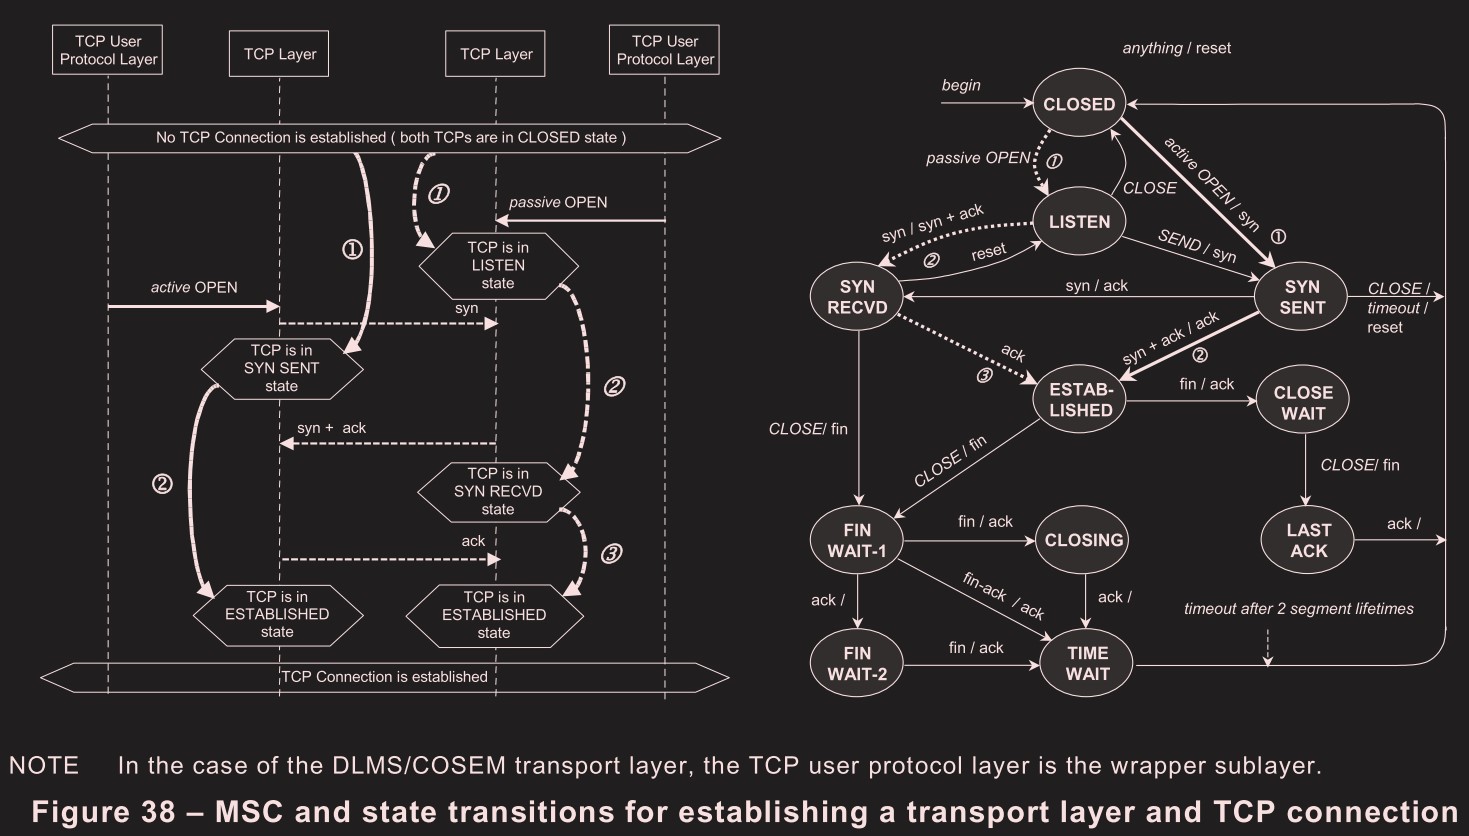 TCP User
Protocol Layer
TCP Layer
TCP Layer
TCP User
Protocol Layer
No TCP Connection is established ( both TCPs are in CLOSED state )
①
①
passive OPEN
TCP is in
LISTEN
state
active OPEN
syn
TCP is in
SYN SENT
state
②
syn + ack
②
TCP is in
SYN RECVD
state
ack
③
TCP is in
ESTABLISHED
state
TCP is in
ESTABLISHED
state
TCP Connection is established
anything / reset
begin
CLOSED
passive OPEN
①
CLOSE
active OPEN / syn
①
LISTEN
syn / syn + ack
②
reset
SEND / syn
SYN
RECVD
syn / ack
SYN
SENT
CLOSE /
timeout /
reset
ack
③
syn + ack / ack
②
ESTAB-
LISHED
fin / ack
CLOSE
WAIT
CLOSE/ fin
CLOSE / fin
CLOSE/ fin
FIN
WAIT-1
fin / ack
CLOSING
LAST
ACK
ack /
ack /
fin-ack / ack
ack /
timeout after 2 segment lifetimes
FIN
WAIT-2
fin / ack
TIME
WAIT
NOTE In the case of the DLMS/COSEM transport layer, the TCP user protocol layer is the wrapper sublayer.
Figure 38 – MSC and state transitions for establishing a transport layer and TCP connection